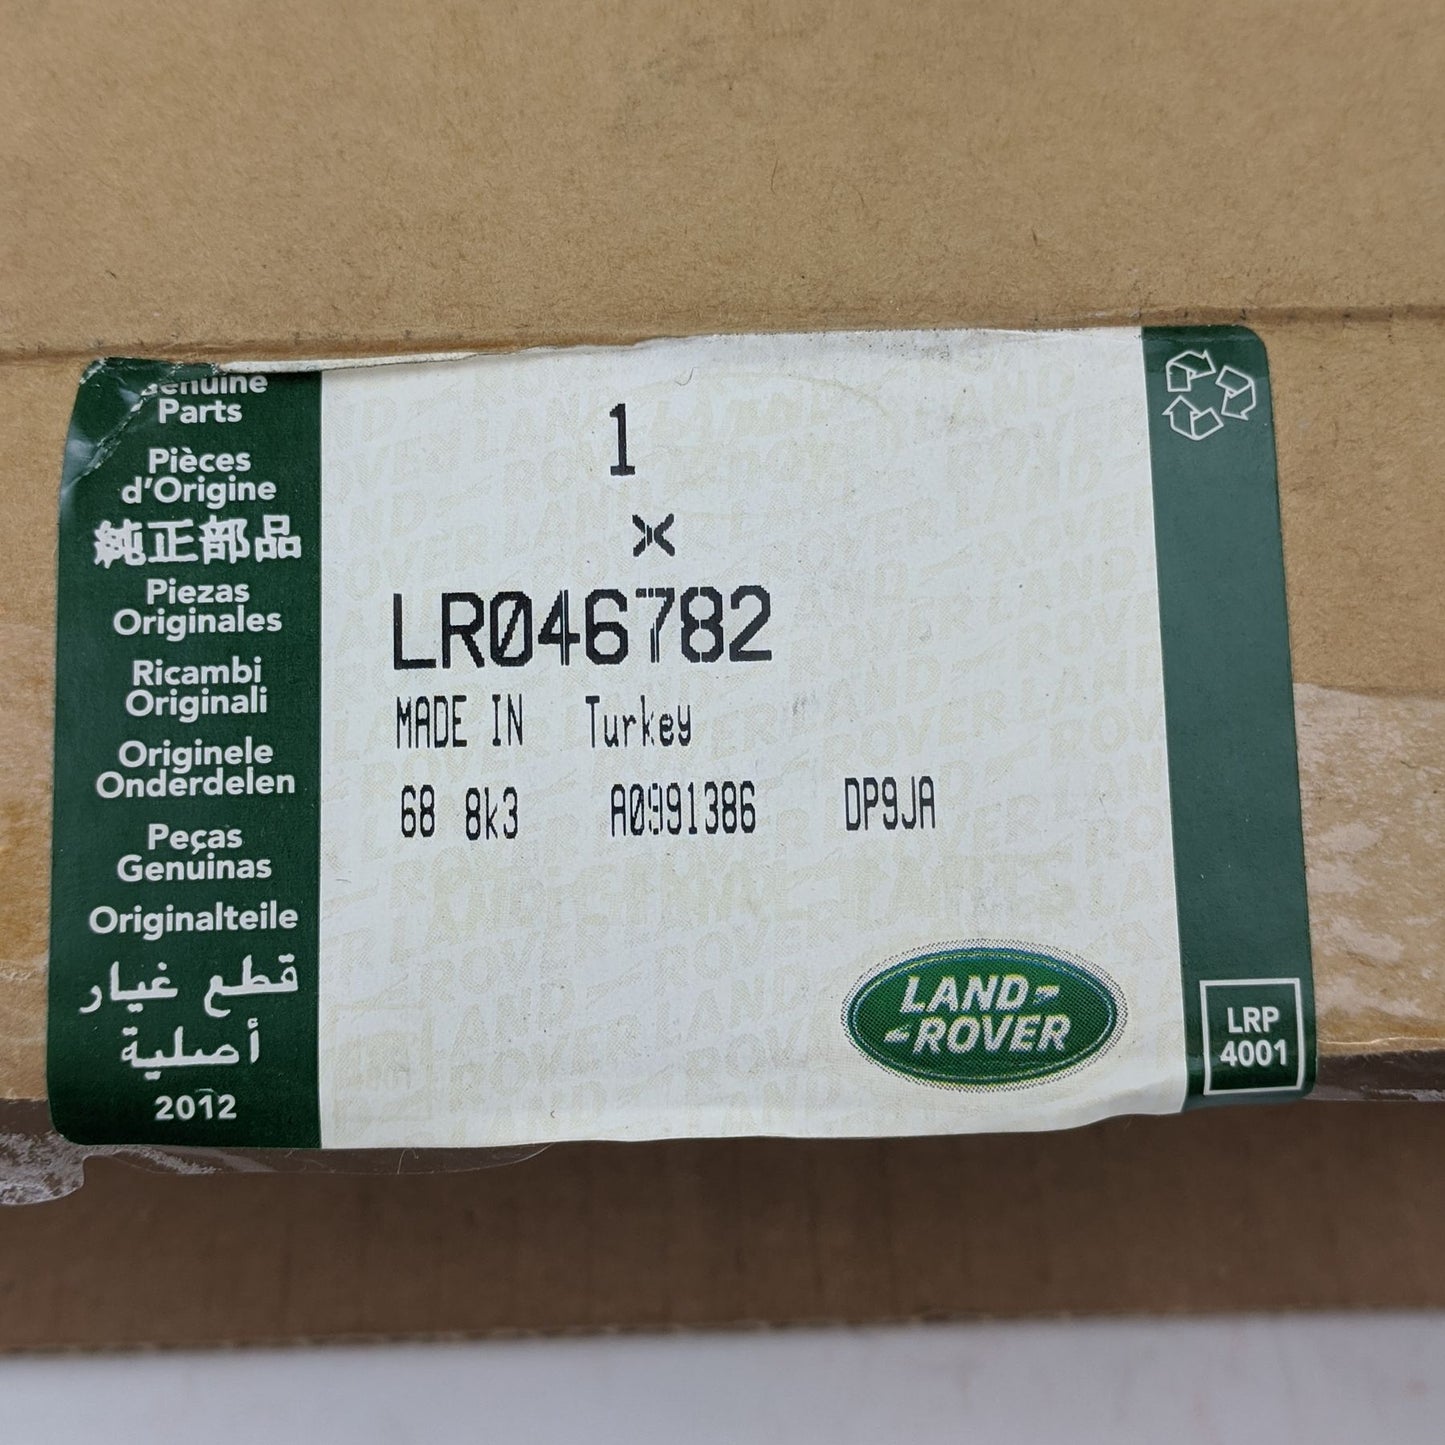 Genuine
Parts
Pièces
d'Origine
純正部品
Piezas
Originales
Ricambi
Originali
Originele
Onderdelen
Peças
Genuinas
Originalteile
قطع غيار
أصلية
2012
1
X
LR046782
MADE IN Turkey
68 8k3 A0991386 DP9JA
LAND-
-ROVER
LRP
4001